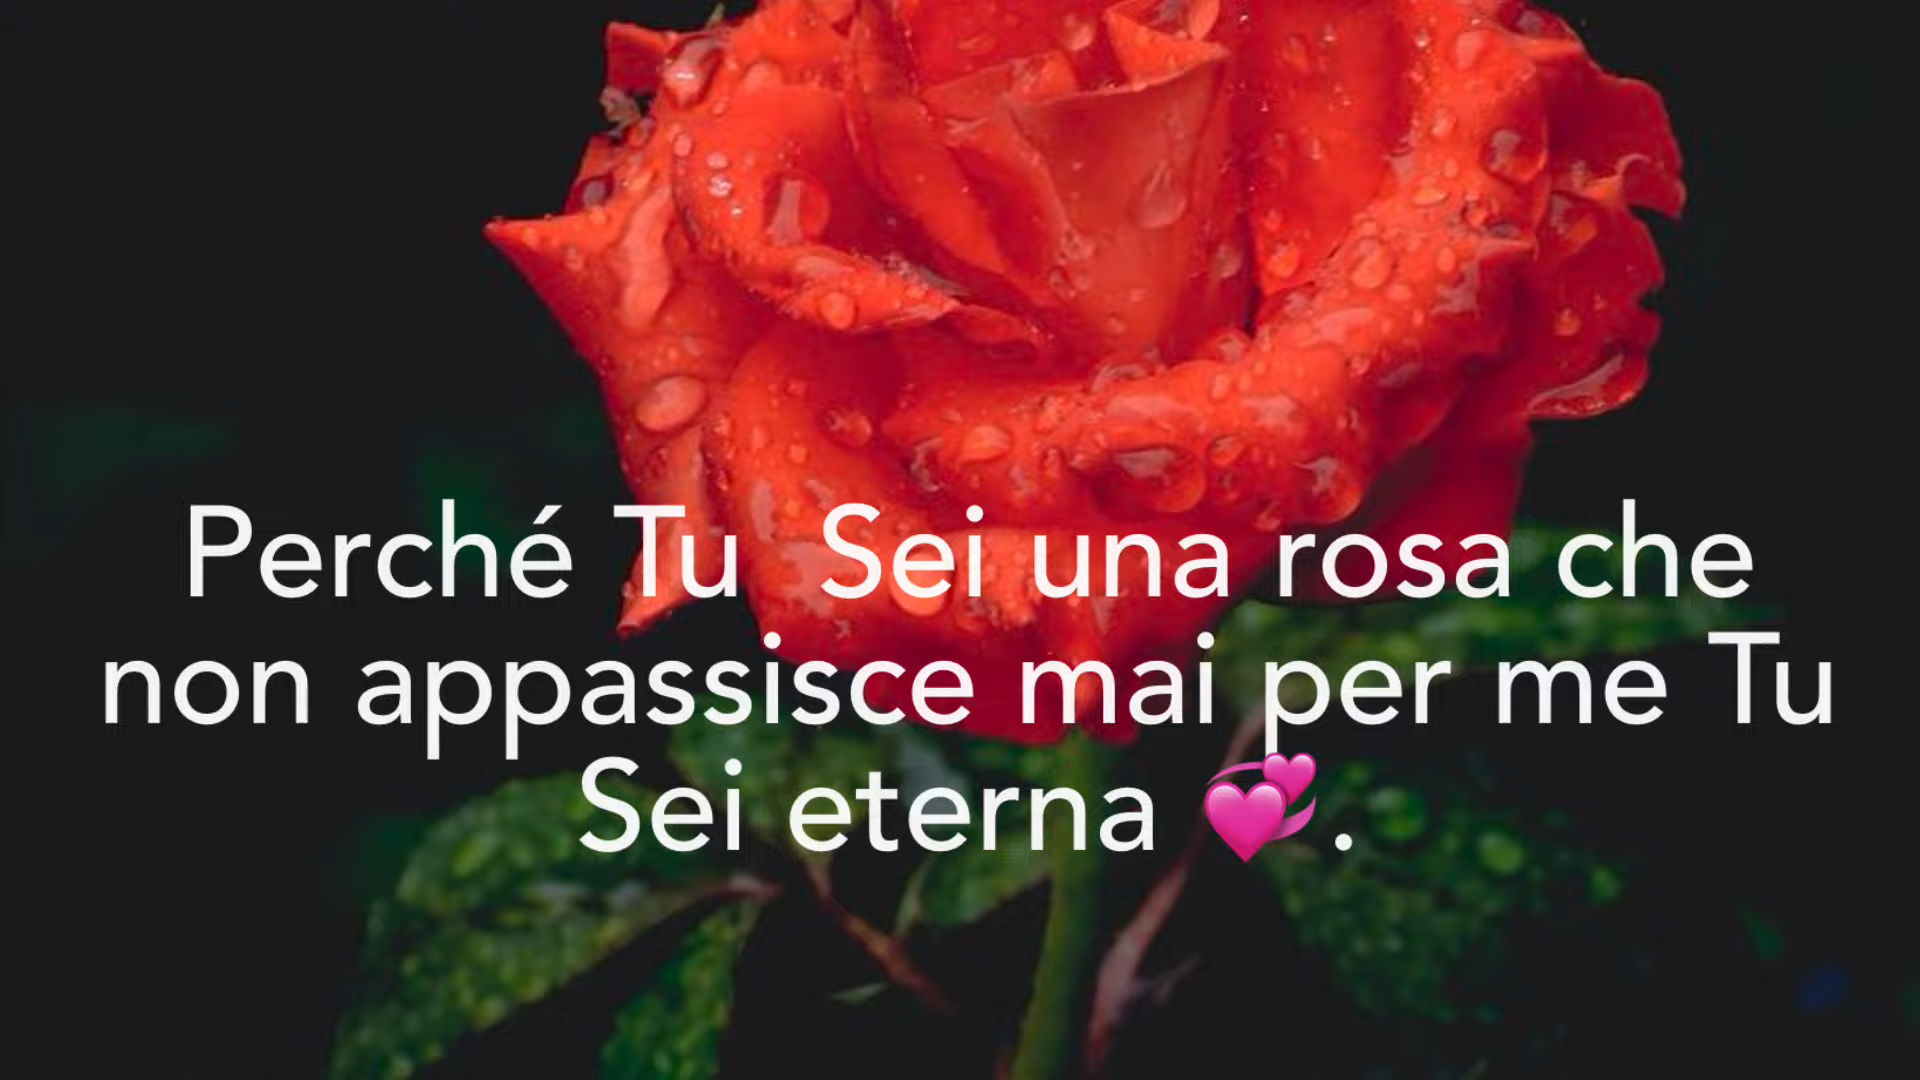 Perché Tu  Sei una rosa che
non appassisce mai per me Tu
Sei eterna 💞.